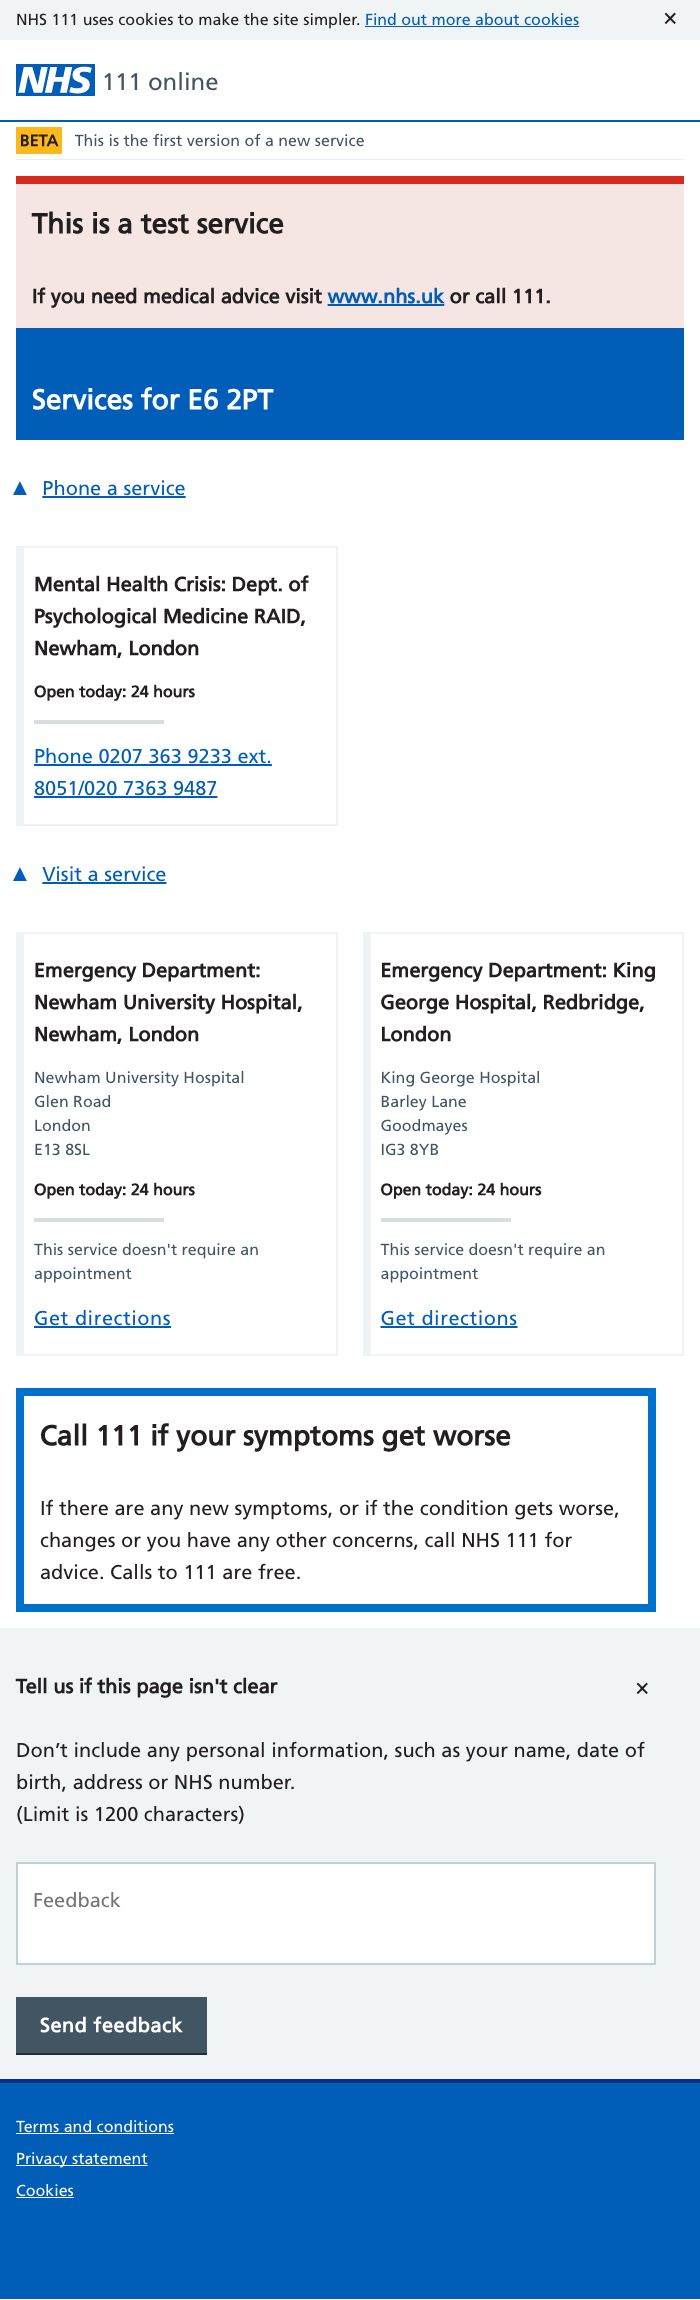 NHS 111 uses cookies to make the site simpler. Find out more about cookies ✕
NHS 111 online
BETA This is the first version of a new service
This is a test service
If you need medical advice visit www.nhs.uk or call 111.
Services for E6 2PT
▲ Phone a service
Mental Health Crisis: Dept. of
Psychological Medicine RAID,
Newham, London
Open today: 24 hours
Phone 0207 363 9233 ext.
8051/020 7363 9487
▲ Visit a service
Emergency Department:
Newham University Hospital,
Newham, London
Newham University Hospital
Glen Road
London
E13 8SL
Open today: 24 hours
This service doesn't require an
appointment
Get directions
Emergency Department: King
George Hospital, Redbridge,
London
King George Hospital
Barley Lane
Goodmayes
IG3 8YB
Open today: 24 hours
This service doesn't require an
appointment
Get directions
Call 111 if your symptoms get worse
If there are any new symptoms, or if the condition gets worse,
changes or you have any other concerns, call NHS 111 for
advice. Calls to 111 are free.
Tell us if this page isn't clear ✕
Don’t include any personal information, such as your name, date of
birth, address or NHS number.
(Limit is 1200 characters)
Feedback
Send feedback
Terms and conditions
Privacy statement
Cookies